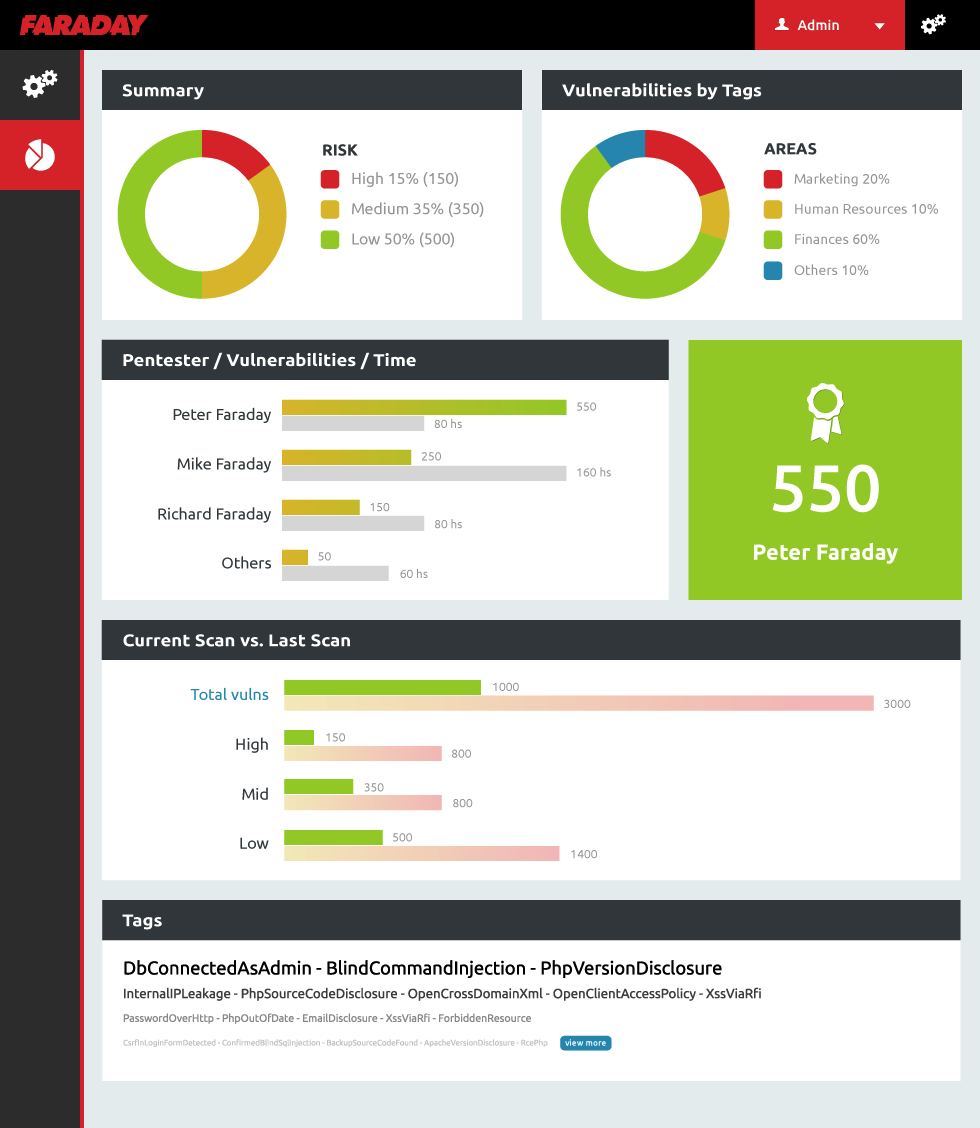 FARADAY
Admin
Summary
RISK
High 15% (150)
Medium 35% (350)
Low 50% (500)
Vulnerabilities by Tags
AREAS
Marketing 20%
Human Resources 10%
Finances 60%
Others 10%
Pentester / Vulnerabilities / Time
Peter Faraday
550
80 hs
Mike Faraday
250
160 hs
Richard Faraday
150
80 hs
Others
50
60 hs
550
Peter Faraday
Current Scan vs. Last Scan
Total vulns
1000
3000
High
150
800
Mid
350
800
Low
500
1400
Tags
DbConnectedAsAdmin - BlindCommandInjection - PhpVersionDisclosure
InternalIPLeakage - PhpSourceCodeDisclosure - OpenCrossDomainXml - OpenClientAccessPolicy - XssViaRfi
PasswordOverHttp - PhpOutOfDate - EmailDisclosure - XssViaRfi - ForbiddenResource
CsrfInLoginFormDetected - ConfirmedBlindSqlInjection - BackupSourceCodeFound - ApacheVersionDisclosure - RcePhp view more